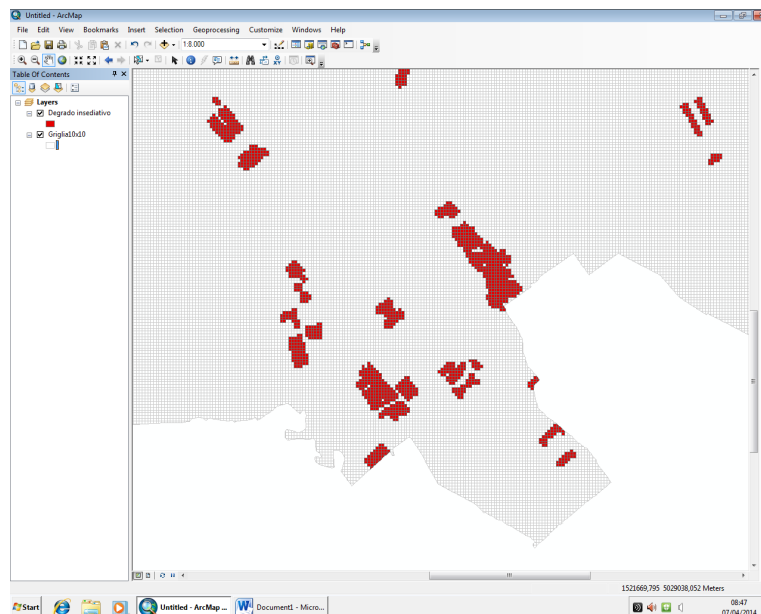 Untitled - ArcMap
File Edit View Bookmarks Insert Selection Geoprocessing Customize Windows Help
1:8.000
Table Of Contents
Layers
Degrado insediativo
Griglia10x10
1521669,795 5029038,052 Meters
Start
Untitled - ArcMap ...
Document1 - Micro...
08:47
07/04/2014